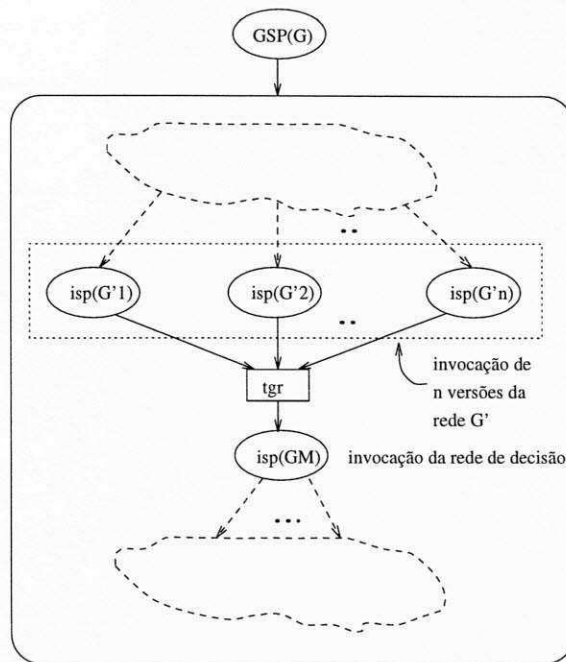 GSP(G)
..
isp(G'1)
isp(G'2)
isp(G'n)
..
invocação de
n versões da
rede G'
tgr
isp(GM)
invocação da rede de decisão
...